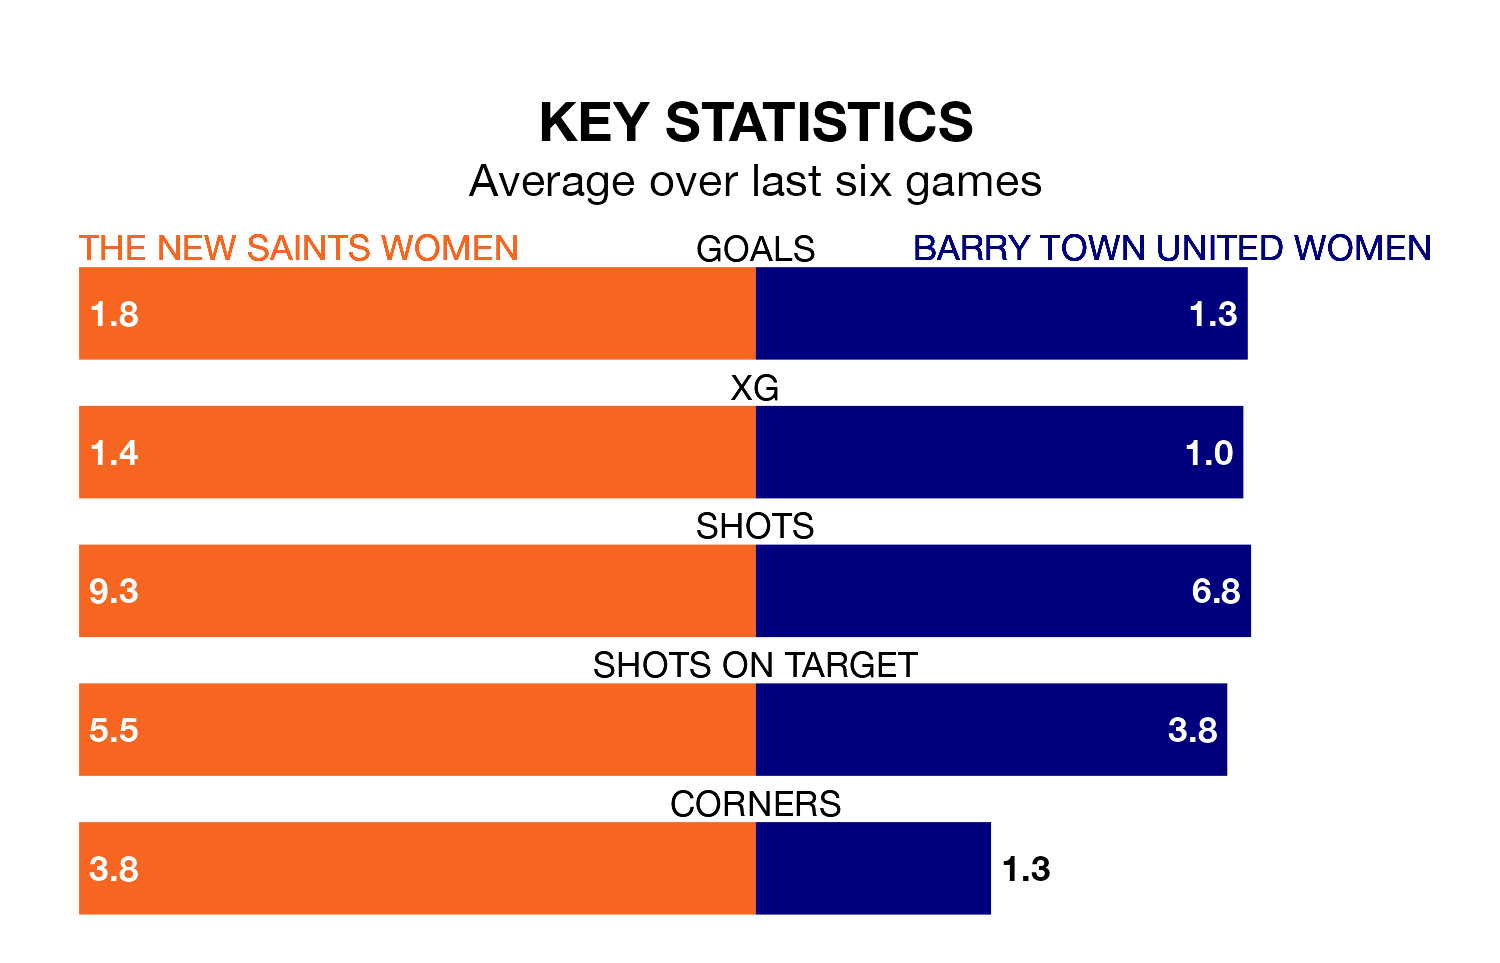 KEY STATISTICS
Average over last six games
THE NEW SAINTS WOMEN GOALS BARRY TOWN UNITED WOMEN
1.8 1.3
XG
1.4 1.0
SHOTS
9.3 6.8
SHOTS ON TARGET
5.5 3.8
CORNERS
3.8 1.3